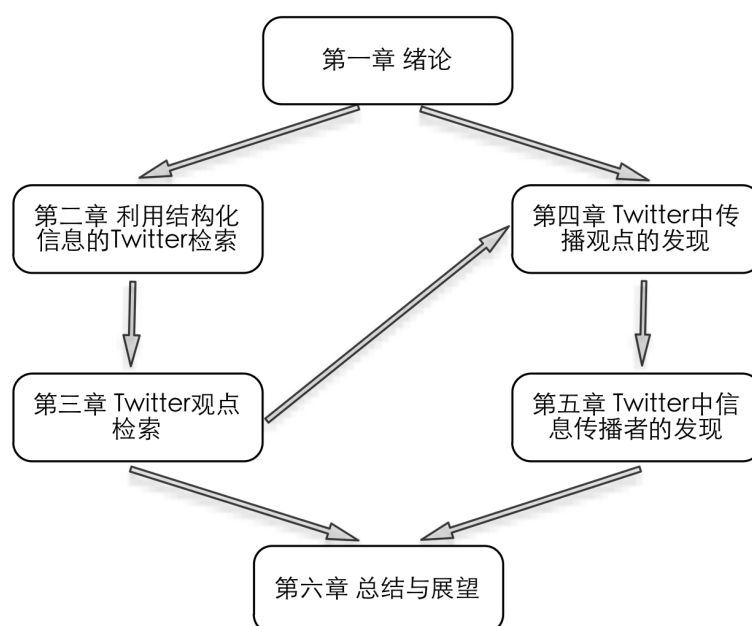 第一章 绪论
第二章 利用结构化
信息的Twitter检索
第四章 Twitter中传
播观点的发现
第三章 Twitter观点
检索
第五章 Twitter中信
息传播者的发现
第六章 总结与展望